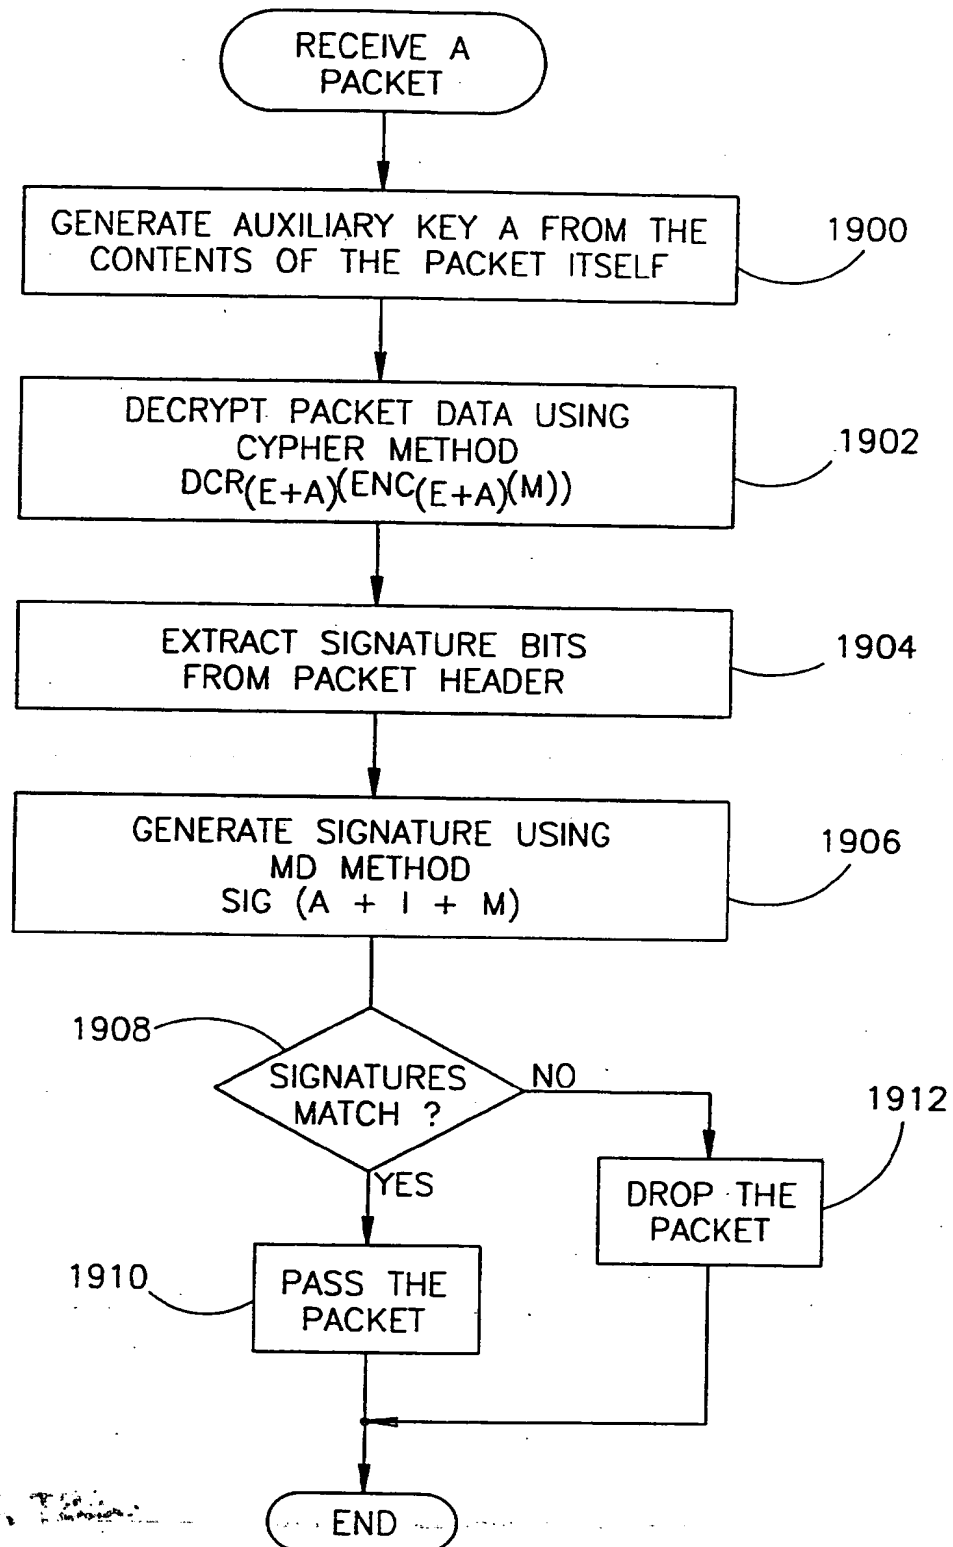 RECEIVE A
PACKET
GENERATE AUXILIARY KEY A FROM THE
CONTENTS OF THE PACKET ITSELF
1900
DECRYPT PACKET DATA USING
CYPHER METHOD
DCR(E+A)(ENC(E+A)(M))
1902
EXTRACT SIGNATURE BITS
FROM PACKET HEADER
1904
GENERATE SIGNATURE USING
MD METHOD
SIG (A + I + M)
1906
1908
SIGNATURES
MATCH ?
NO
YES
1912
DROP THE
PACKET
1910
PASS THE
PACKET
END